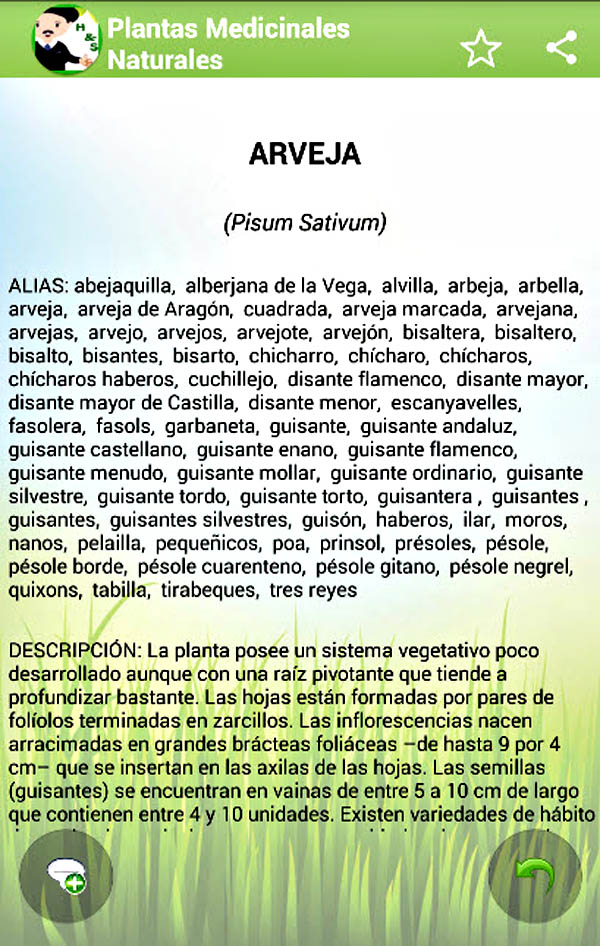 H
&
S
Plantas Medicinales
Naturales
ARVEJA
(Pisum Sativum)
ALIAS: abejaquilla, alberjana de la Vega, alvilla, arbeja, arbella,
arveja, arveja de Aragón, cuadrada, arveja marcada, arvejana,
arvejas, arvejo, arvejos, arvejote, arvejón, bisaltera, bisaltero,
bisalto, bisantes, bisarto, chicharro, chícharo, chícharos,
chícharos haberos, cuchillejo, disante flamenco, disante mayor,
disante mayor de Castilla, disante menor, escanyavelles,
fasolera, fasols, garbaneta, guisante, guisante andaluz,
guisante castellano, guisante enano, guisante flamenco,
guisante menudo, guisante mollar, guisante ordinario, guisante
silvestre, guisante tordo, guisante torto, guisantera , guisantes ,
guisantes, guisantes silvestres, guisón, haberos, ilar, moros,
nanos, pelailla, pequeñicos, poa, prinsol, présoles, pésole,
pésole borde, pésole cuarenteno, pésole gitano, pésole negrel,
quixons, tabilla, tirabeques, tres reyes
DESCRIPCIÓN: La planta posee un sistema vegetativo poco
desarrollado aunque con una raíz pivotante que tiende a
profundizar bastante. Las hojas están formadas por pares de
folíolos terminadas en zarcillos. Las inflorescencias nacen
arracimadas en grandes brácteas foliáceas –de hasta 9 por 4
cm– que se insertan en las axilas de las hojas. Las semillas
(guisantes) se encuentran en vainas de entre 5 a 10 cm de largo
que contienen entre 4 y 10 unidades. Existen variedades de hábito